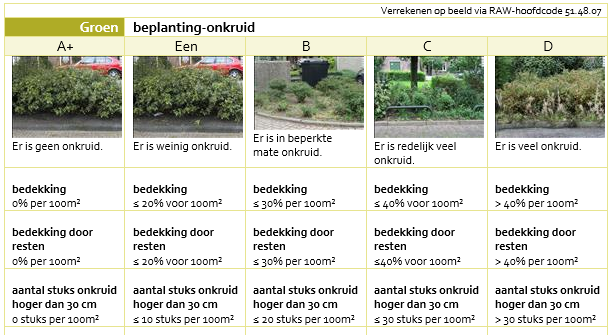 Verrekenen op beeld via RAW-hoofdcode 51.48.07
Groen beplanting-onkruid
A+ Een B C D
Er is geen onkruid.
Er is weinig onkruid.
Er is in beperkte
mate onkruid.
Er is redelijk veel
onkruid.
Er is veel onkruid.
bedekking bedekking bedekking bedekking bedekking
0% per 100m² ≤ 20% voor 100m² ≤ 30% per 100m² ≤ 40% voor 100m² > 40% per 100m²
bedekking door bedekking door bedekking door bedekking door bedekking door
resten resten resten resten resten
0% per 100m² ≤ 20% voor 100m² ≤ 30% per 100m² ≤40% voor 100m² > 40% per 100m²
aantal stuks onkruid aantal stuks onkruid aantal stuks onkruid aantal stuks onkruid aantal stuks onkruid
hoger dan 30 cm hoger dan 30 cm hoger dan 30 cm hoger dan 30 cm hoger dan 30 cm
0 stuks per 100m² ≤ 10 stuks per 100m² ≤ 20 stuks per 100m² ≤ 30 stuks per 100m² > 30 stuks per 100m²